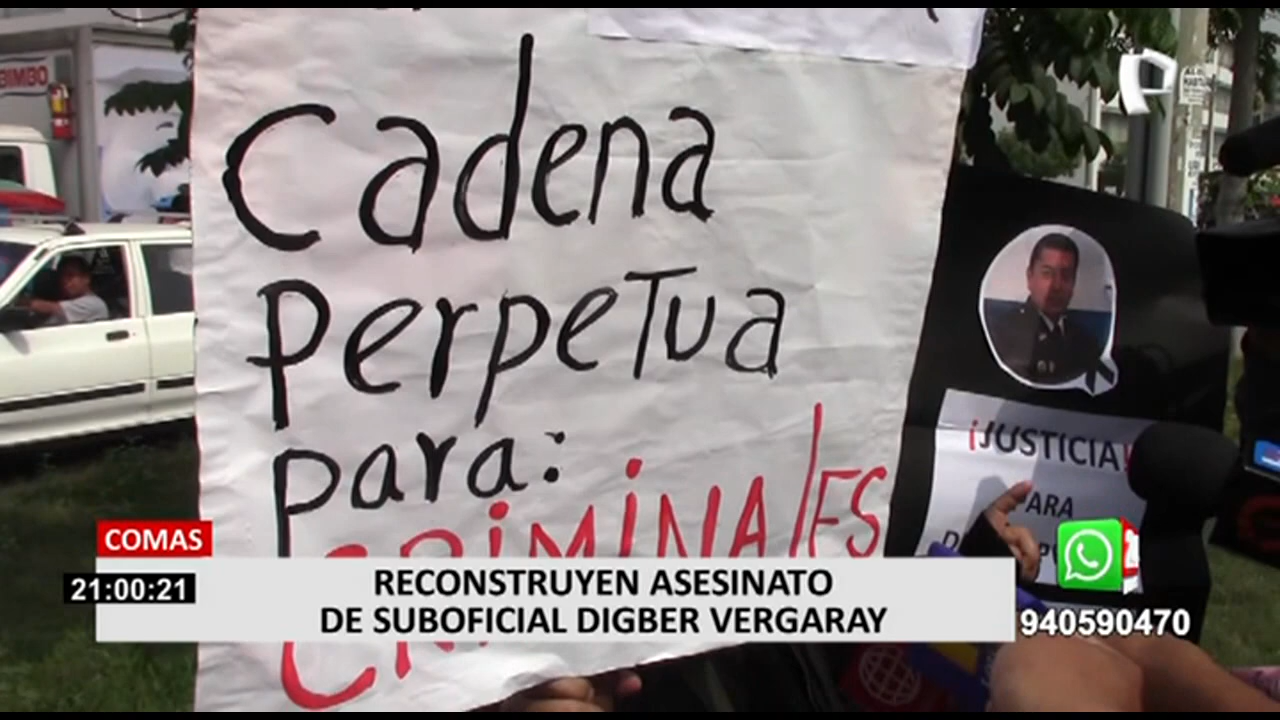 BIMBO
Cadena
Perpetua
para:
CRIMINALES
¡JUSTICIA!
PARA
COMAS
21:00:21
RECONSTRUYEN ASESINATO
DE SUBOFICIAL DIGBER VERGARAY
940590470